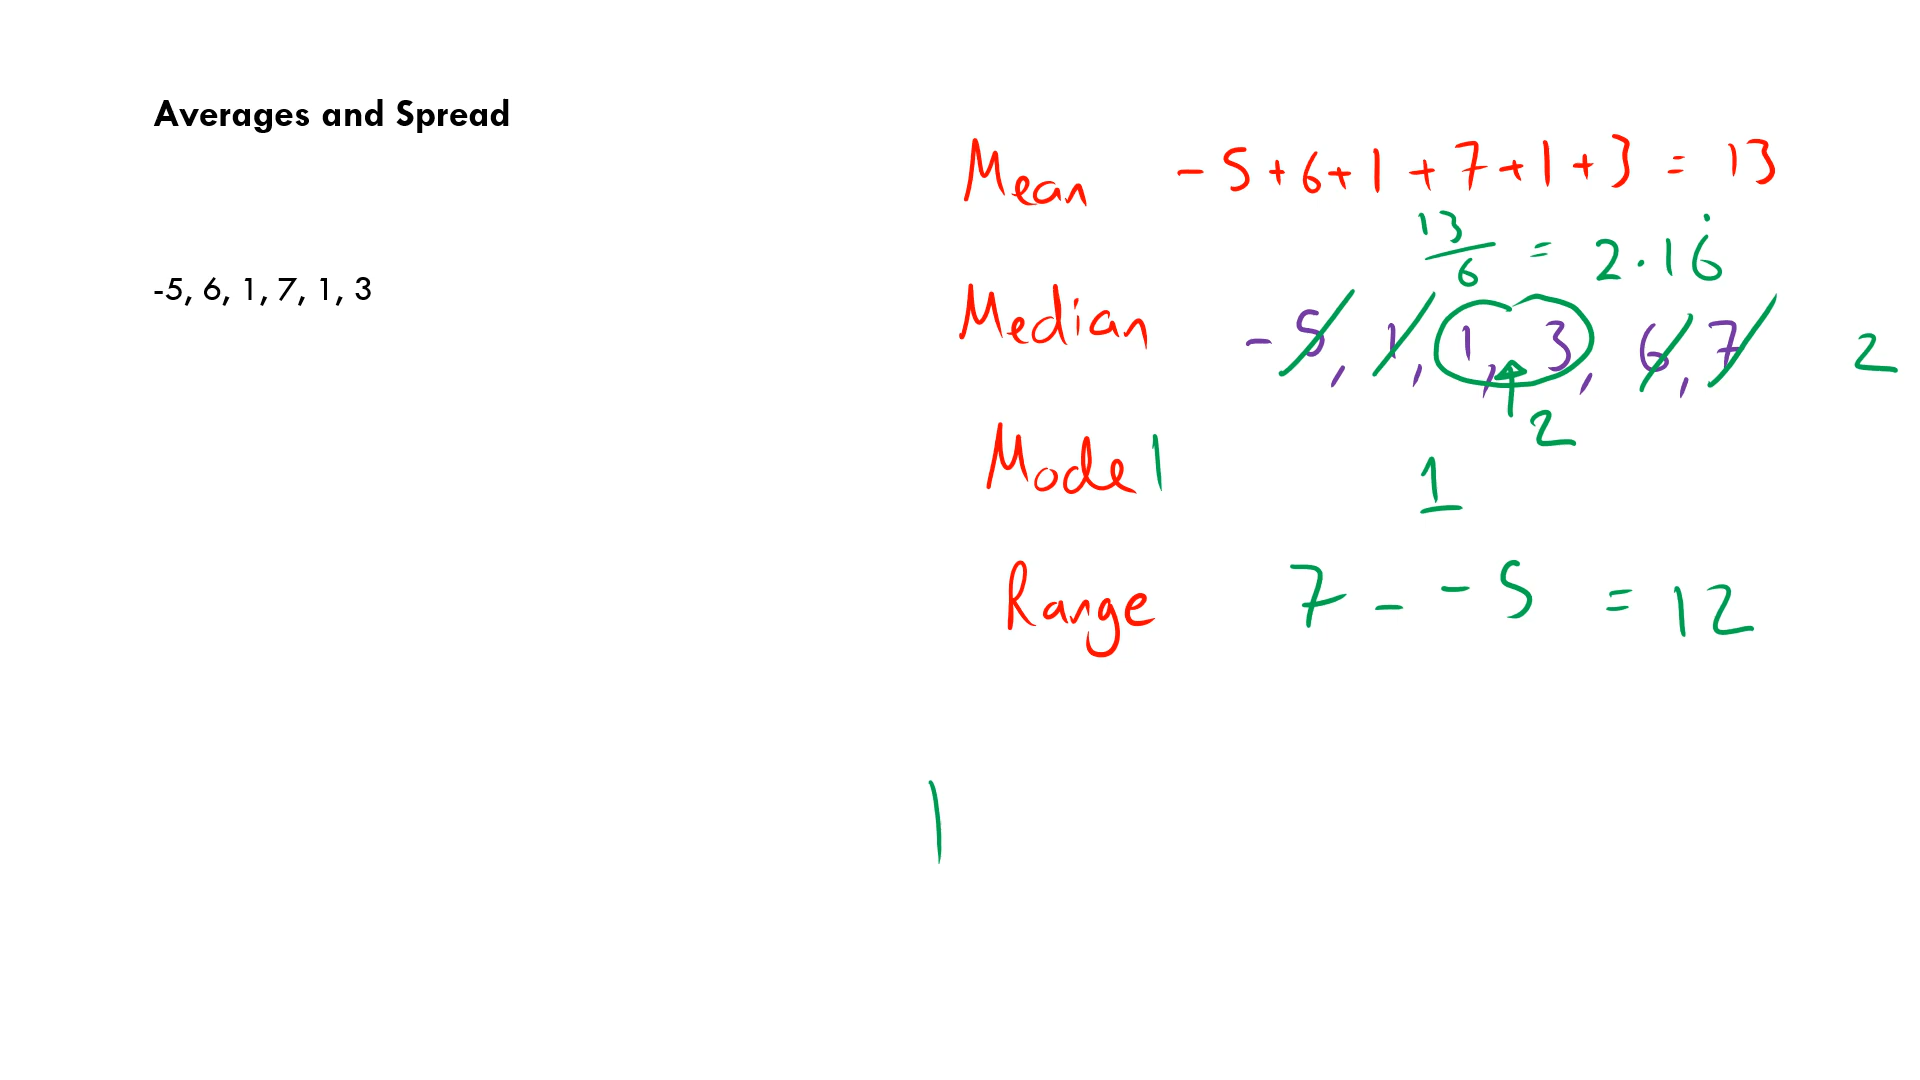 Averages and Spread
-5, 6, 1, 7, 1, 3
Mean -5+6+1+7+1+3 = 13
13/6 = 2.16̇
Median -5, 1, 1, 3, 6, 7 2
2
Mode 1 1
Range 7 - -5 = 12
1